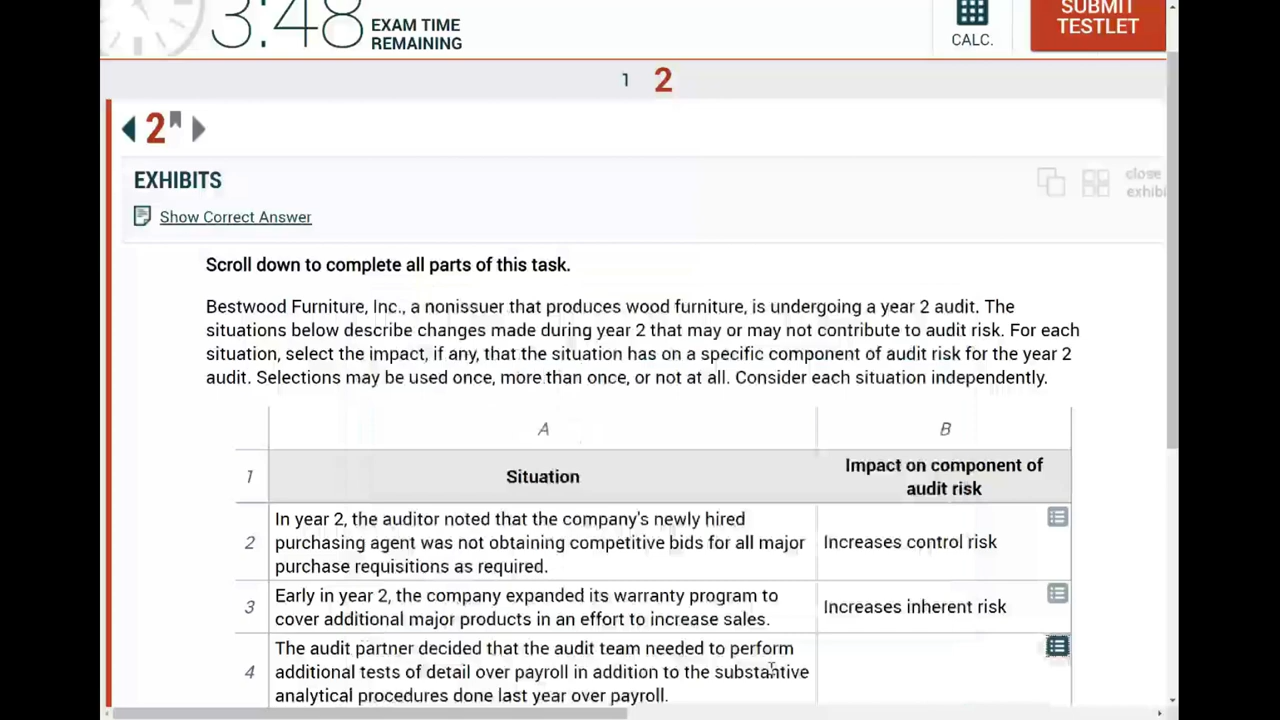 3:48
EXAM TIME
REMAINING
CALC.
SUBMIT
TESTLET
1 2
2
EXHIBITS
close
exhibi
Show Correct Answer
Scroll down to complete all parts of this task.
Bestwood Furniture, Inc., a nonissuer that produces wood furniture, is undergoing a year 2 audit. The
situations below describe changes made during year 2 that may or may not contribute to audit risk. For each
situation, select the impact, if any, that the situation has on a specific component of audit risk for the year 2
audit. Selections may be used once, more than once, or not at all. Consider each situation independently.
A B
1 Situation Impact on component of
audit risk
In year 2, the auditor noted that the company's newly hired
2 purchasing agent was not obtaining competitive bids for all major Increases control risk
purchase requisitions as required.
Early in year 2, the company expanded its warranty program to
3 cover additional major products in an effort to increase sales. Increases inherent risk
The audit partner decided that the audit team needed to perform
4 additional tests of detail over payroll in addition to the substantive
analytical procedures done last year over payroll.